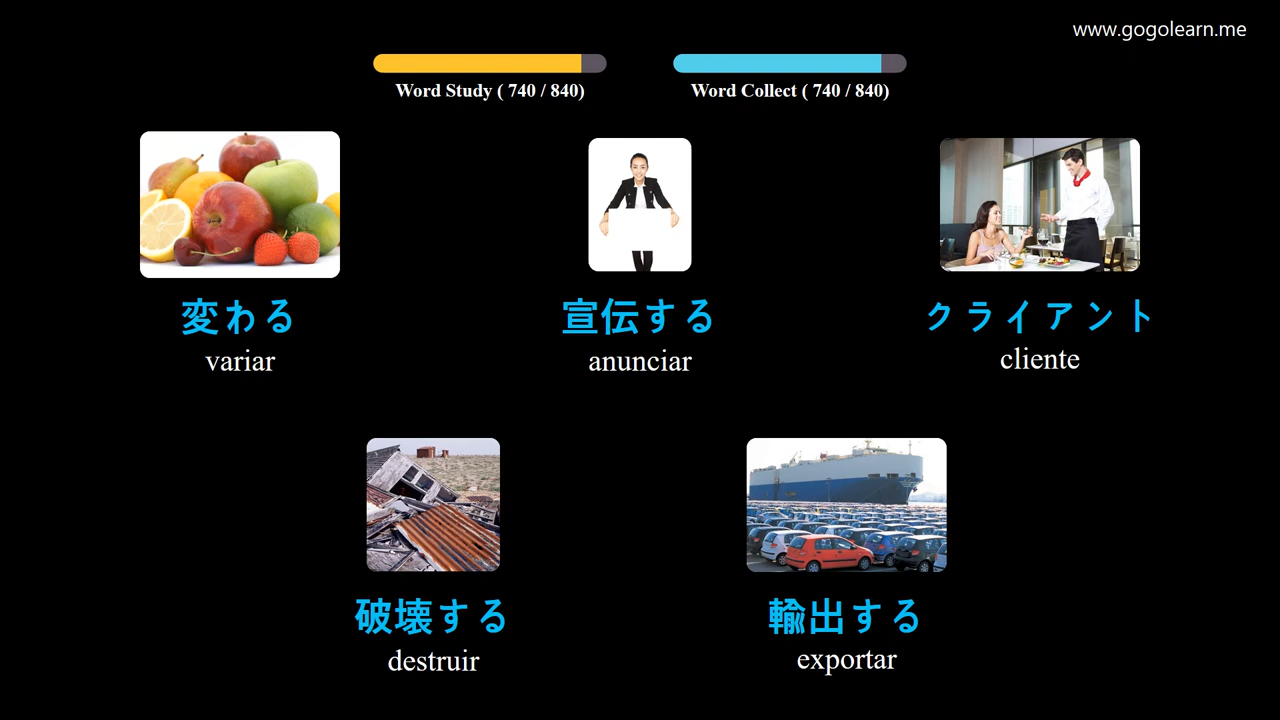 www.gogolearn.me
Word Study ( 740 / 840)
Word Collect ( 740 / 840)
変わる
variar
宣伝する
anunciar
クライアント
cliente
破壊する
destruir
輸出する
exportar